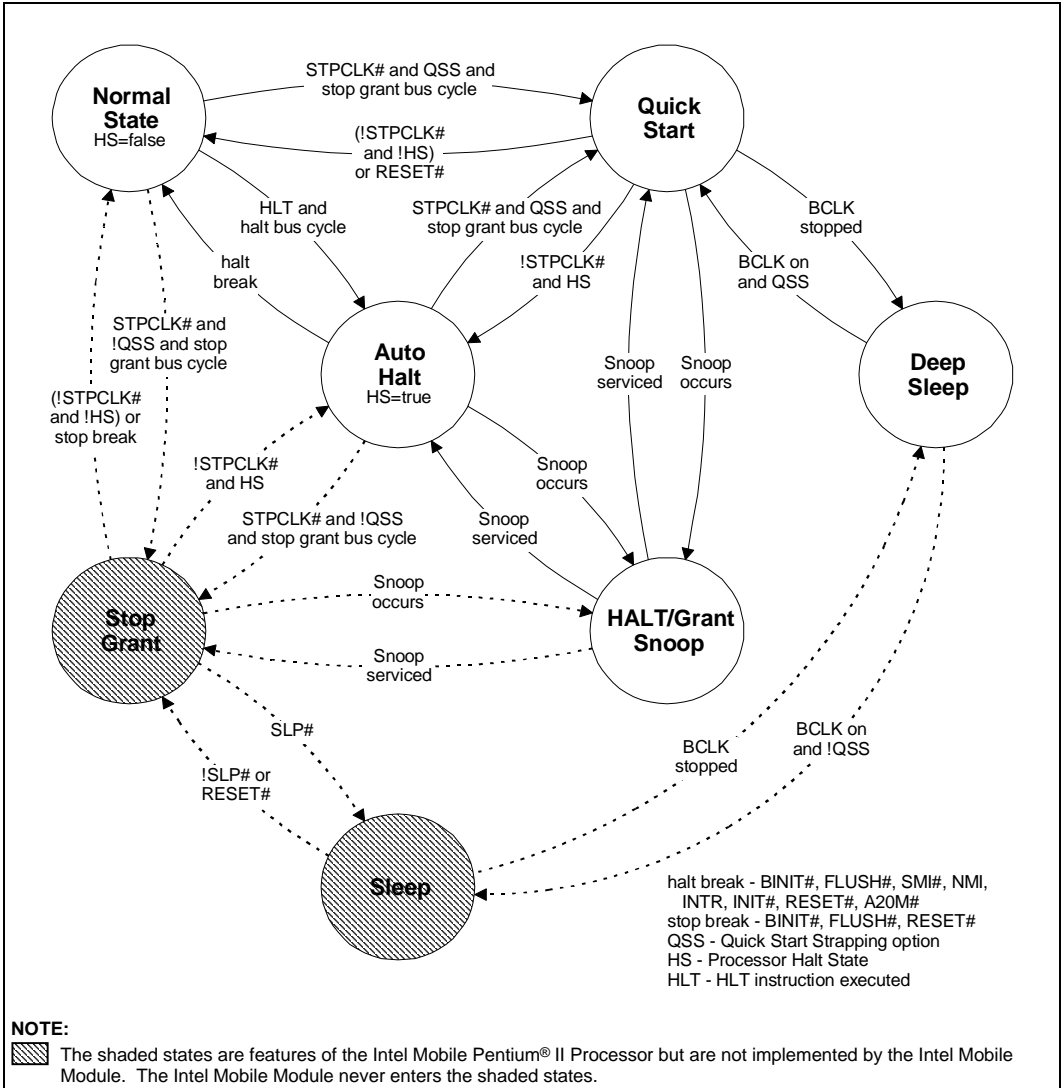 STPCLK# and QSS and
stop grant bus cycle
Normal
State
HS=false
Quick
Start
(!STPCLK#
and !HS)
or RESET#
HLT and
halt bus cycle
STPCLK# and QSS and
stop grant bus cycle
BCLK
stopped
halt
break
!STPCLK#
and HS
BCLK on
and QSS
STPCLK# and
!QSS and stop
grant bus cycle
Auto
Halt
HS=true
Snoop
serviced
Snoop
occurs
Deep
Sleep
(!STPCLK#
and !HS) or
stop break
!STPCLK#
and HS
Snoop
occurs
STPCLK# and !QSS
and stop grant bus cycle
Snoop
serviced
Stop
Grant
Snoop
occurs
HALT/Grant
Snoop
Snoop
serviced
SLP#
BCLK
stopped
BCLK on
and !QSS
!SLP# or
RESET#
Sleep
halt break - BINIT#, FLUSH#, SMI#, NMI,
INTR, INIT#, RESET#, A20M#
stop break - BINIT#, FLUSH#, RESET#
QSS - Quick Start Strapping option
HS - Processor Halt State
HLT - HLT instruction executed
NOTE:
The shaded states are features of the Intel Mobile Pentium® II Processor but are not implemented by the Intel Mobile
Module. The Intel Mobile Module never enters the shaded states.